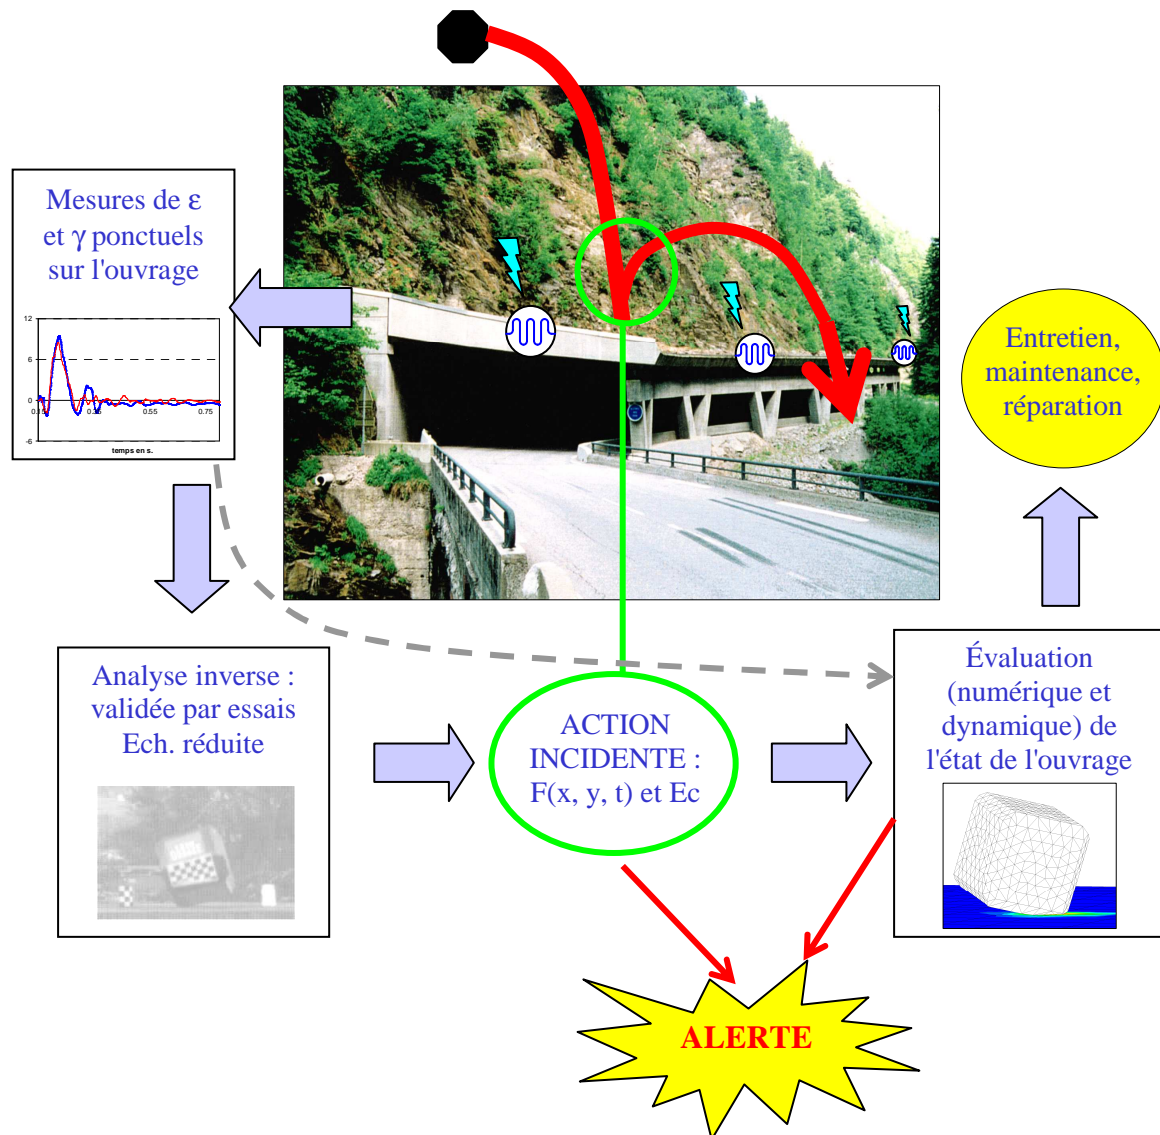 Mesures de ε
et γ ponctuels
sur l'ouvrage
12
6
0
-6
0.55
0.75
temps en s.
Entretien,
maintenance,
réparation
Analyse inverse :
validée par essais
Ech. réduite
ACTION
INCIDENTE :
F(x, y, t) et Ec
Évaluation
(numérique et
dynamique) de
l'état de l'ouvrage
ALERTE